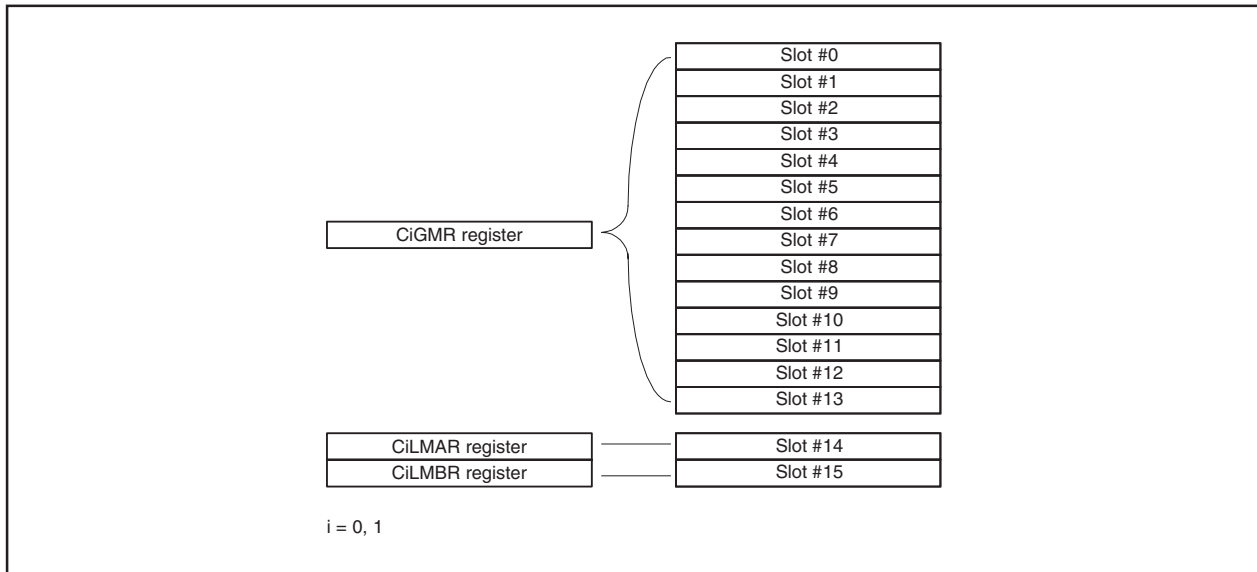 Slot #0
Slot #1
Slot #2
Slot #3
Slot #4
Slot #5
Slot #6
CiGMR register
Slot #7
Slot #8
Slot #9
Slot #10
Slot #11
Slot #12
Slot #13
CiLMAR register
Slot #14
CiLMBR register
Slot #15
i = 0, 1